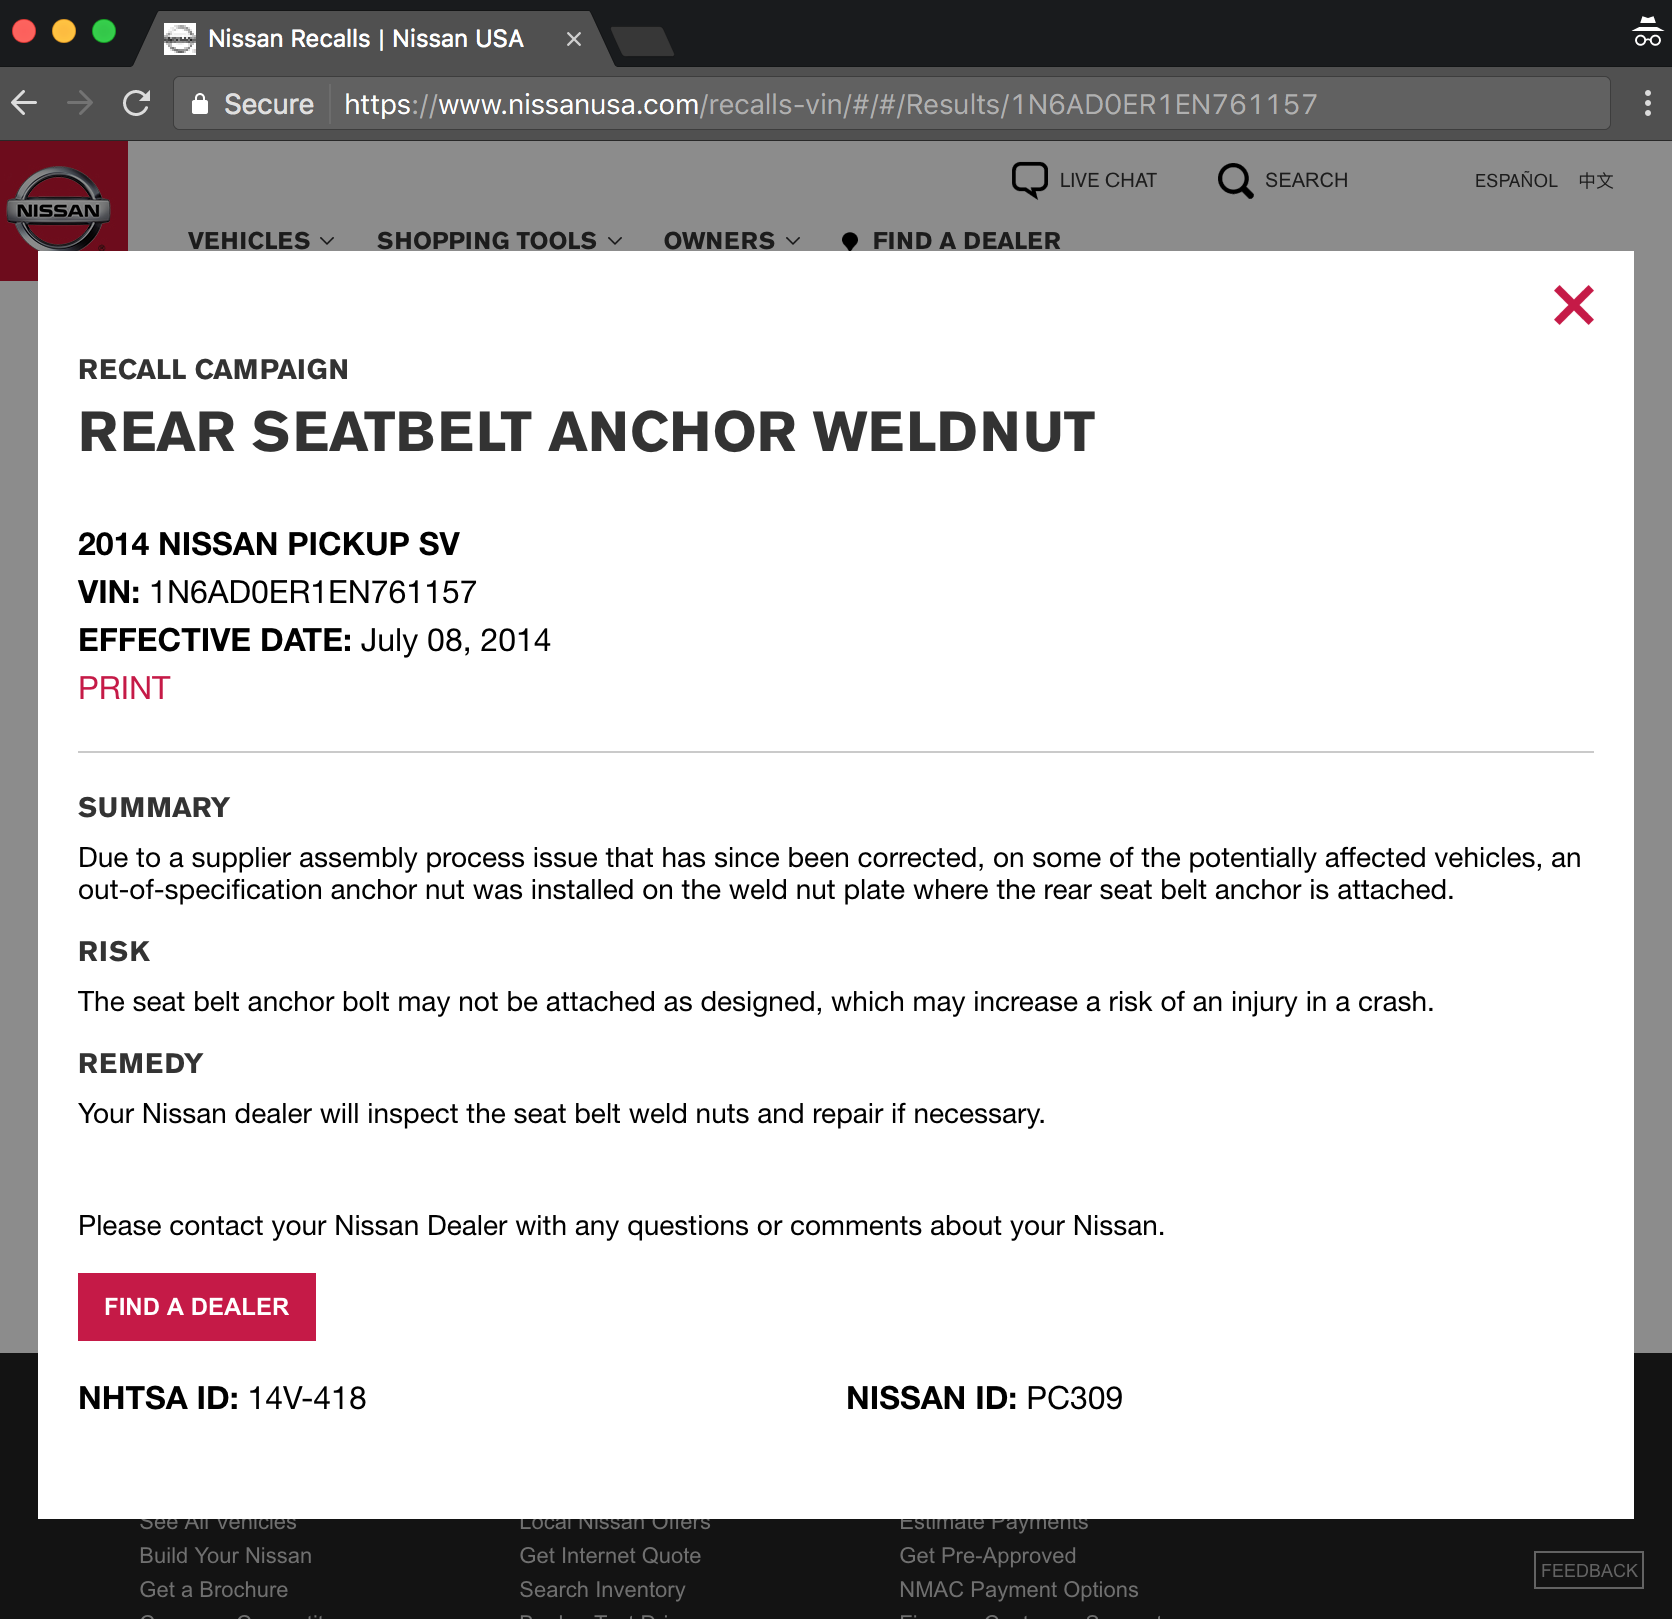 Nissan Recalls | Nissan USA
Secure https://www.nissanusa.com/recalls-vin/#/#/Results/1N6AD0ER1EN761157
NISSAN
LIVE CHAT SEARCH ESPAÑOL 中文
VEHICLES SHOPPING TOOLS OWNERS FIND A DEALER
RECALL CAMPAIGN
REAR SEATBELT ANCHOR WELDNUT
2014 NISSAN PICKUP SV
VIN: 1N6AD0ER1EN761157
EFFECTIVE DATE: July 08, 2014
PRINT
SUMMARY
Due to a supplier assembly process issue that has since been corrected, on some of the potentially affected vehicles, an
out-of-specification anchor nut was installed on the weld nut plate where the rear seat belt anchor is attached.
RISK
The seat belt anchor bolt may not be attached as designed, which may increase a risk of an injury in a crash.
REMEDY
Your Nissan dealer will inspect the seat belt weld nuts and repair if necessary.
Please contact your Nissan Dealer with any questions or comments about your Nissan.
FIND A DEALER
NHTSA ID: 14V-418 NISSAN ID: PC309
See All Vehicles Local Nissan Offers Estimate Payments
Build Your Nissan Get Internet Quote Get Pre-Approved
FEEDBACK
Get a Brochure Search Inventory NMAC Payment Options